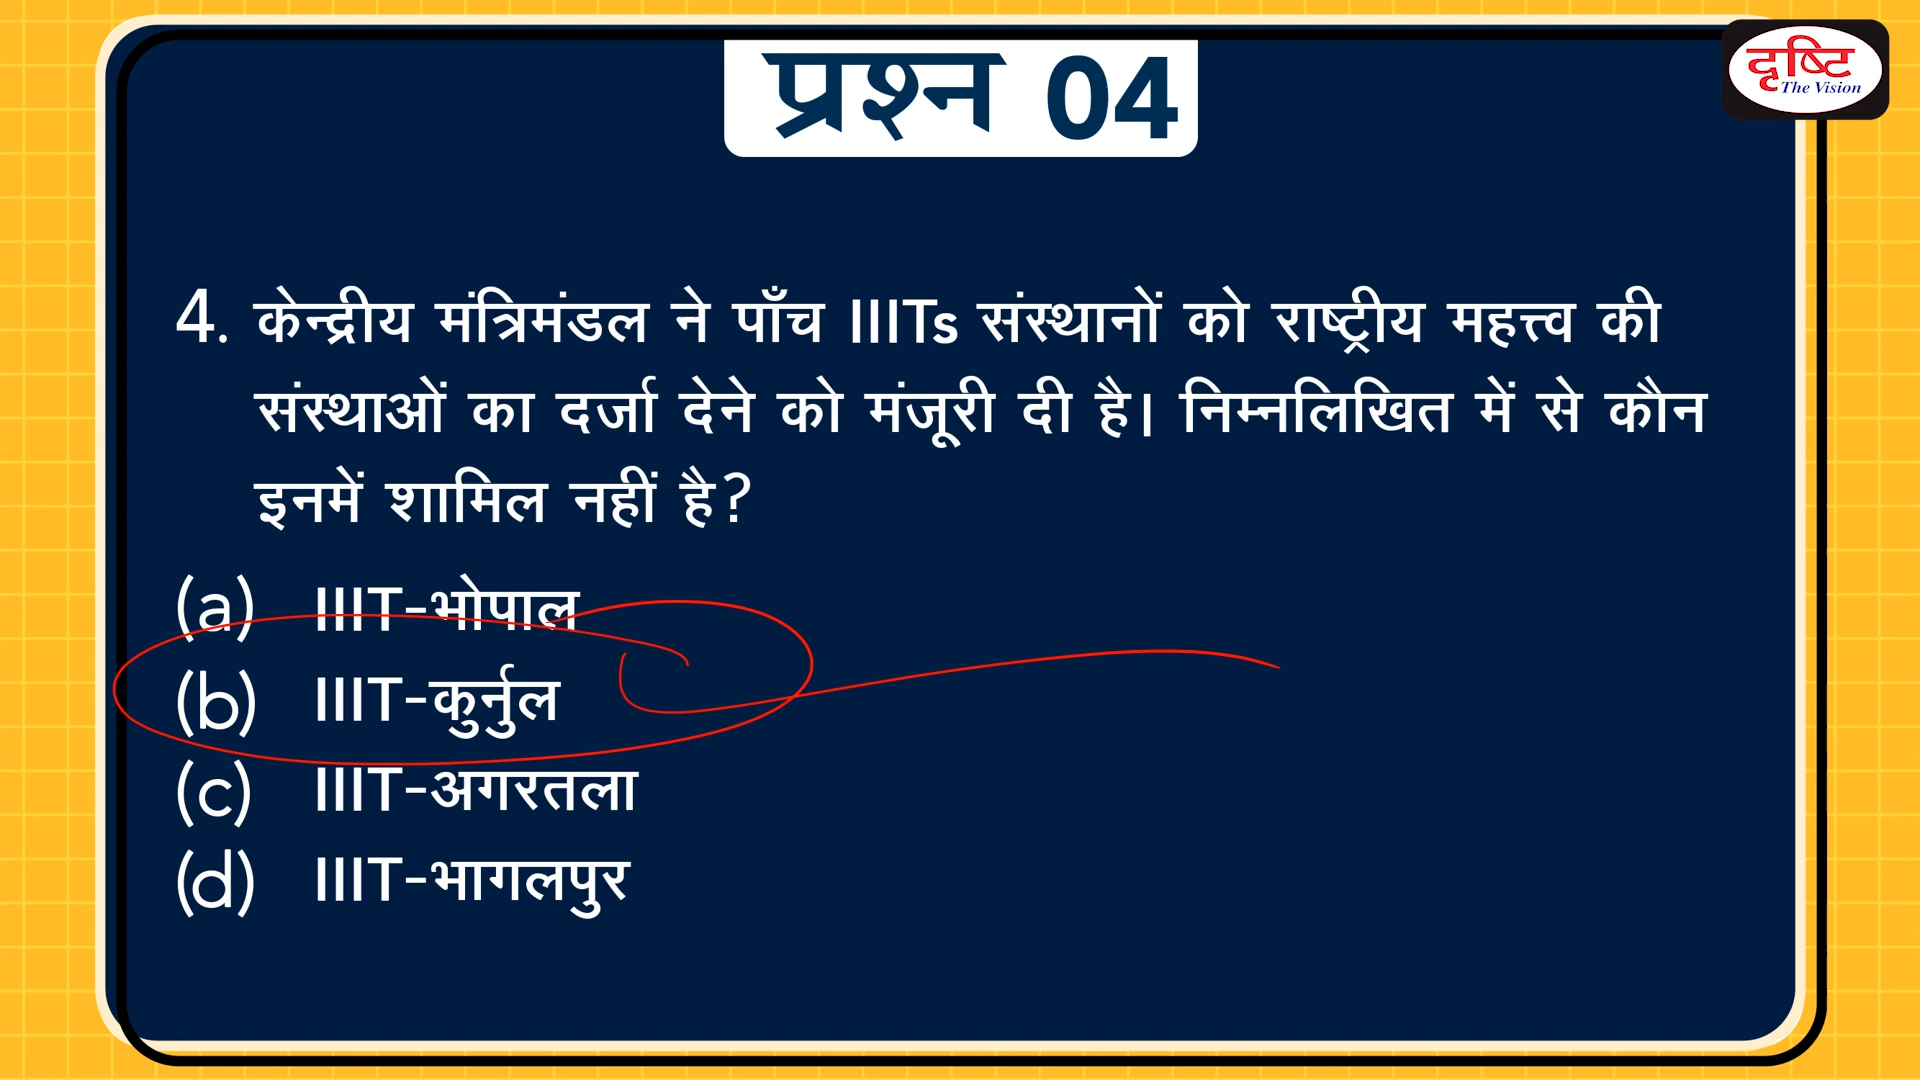 प्रश्न 04
दृष्टि
The Vision
4. केन्द्रीय मंत्रिमंडल ने पाँच IIITs संस्थानों को राष्ट्रीय महत्त्व की
संस्थाओं का दर्जा देने को मंजूरी दी है। निम्नलिखित में से कौन
इनमें शामिल नहीं है?
(a) IIIT-भोपाल
(b) IIIT-कुर्नुल
(c) IIIT-अगरतला
(d) IIIT-भागलपुर